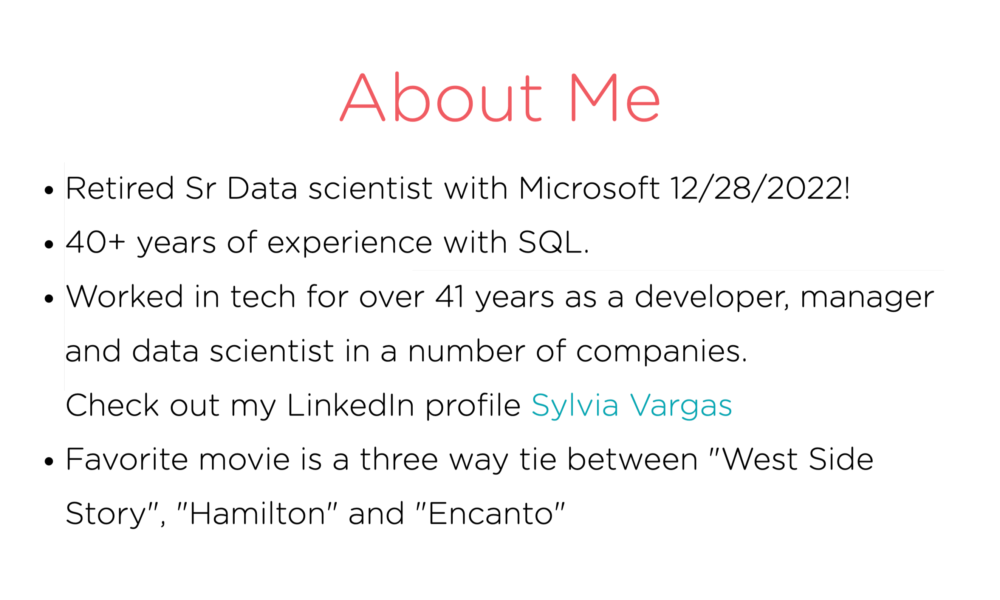 About Me
• Retired Sr Data scientist with Microsoft 12/28/2022!
• 40+ years of experience with SQL.
• Worked in tech for over 41 years as a developer, manager
and data scientist in a number of companies.
Check out my LinkedIn profile Sylvia Vargas
• Favorite movie is a three way tie between "West Side
Story", "Hamilton" and "Encanto"